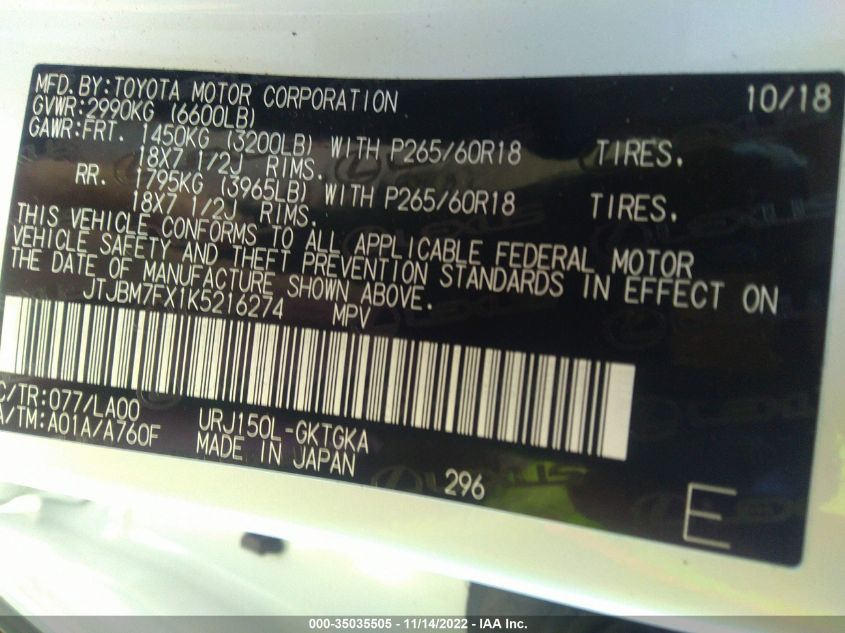 MFD. BY: TOYOTA MOTOR CORPORATION 10/18
GVWR: 2990KG (6600LB)
GAWR: FRT. 1450KG (3200LB) WITH P265/60R18 TIRES.
18X7 1/2J RIMS.
RR. 1795KG (3965LB) WITH P265/60R18 TIRES.
18X7 1/2J RIMS.
THIS VEHICLE CONFORMS TO ALL APPLICABLE FEDERAL MOTOR
VEHICLE SAFETY AND THEFT PREVENTION STANDARDS IN EFFECT ON
THE DATE OF MANUFACTURE SHOWN ABOVE.
JTJBM7FX1K5216274 MPV
C/TR: 077/LA00
A/TM: A01A/A760F
URJ150L-GKTGKA
MADE IN JAPAN
296
E
LEXUS
000-35035505 - 11/14/2022 - IAA Inc.